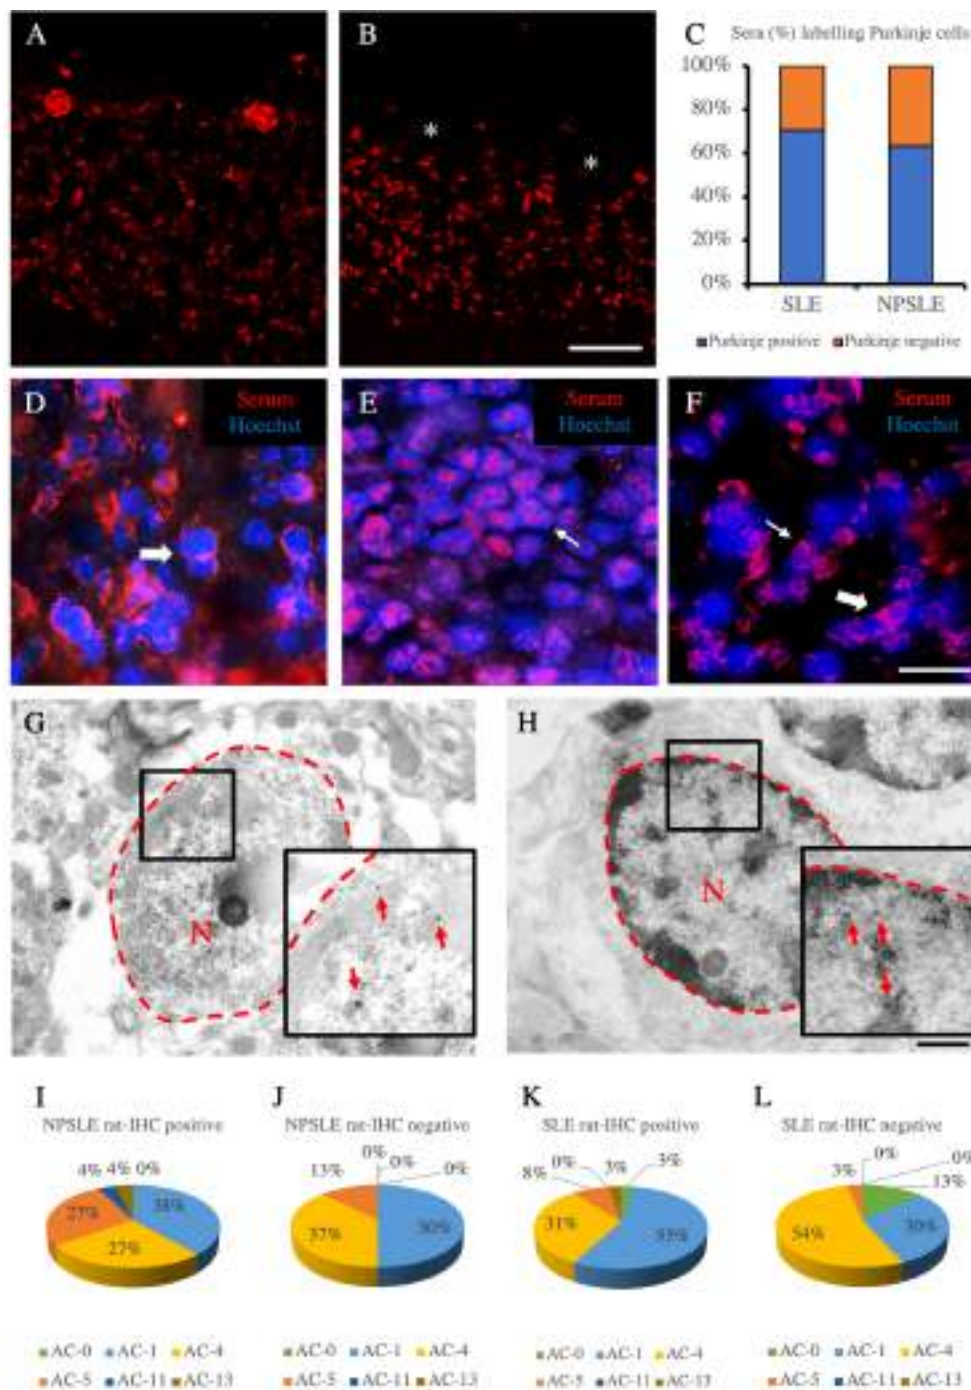 A
B
C Sera (%) labelling Purkinje cells
100%
80%
60%
40%
20%
0%
SLE NPSLE
Purkinje positive Purkinje negative
*
*
D
Serum
Hoechst
E
Serum
Hoechst
F
Serum
Hoechst
G
N
H
N
I
NPSLE rat-IHC positive
4% 4% 0%
38%
27%
27%
J
NPSLE rat-IHC negative
0%
0%
0%
13%
37%
50%
K
SLE rat-IHC positive
0% 3% 3%
8%
31%
L
SLE rat-IHC negative
0%
0%
3%
13%
54%
30%
AC-0 AC-1 AC-4
AC-5 AC-11 AC-13
AC-0 AC-1 AC-4
AC-5 AC-11 AC-13
AC-0 AC-1 AC-4
AC-5 AC-11 AC-13
AC-0 AC-1 AC-4
AC-5 AC-11 AC-13